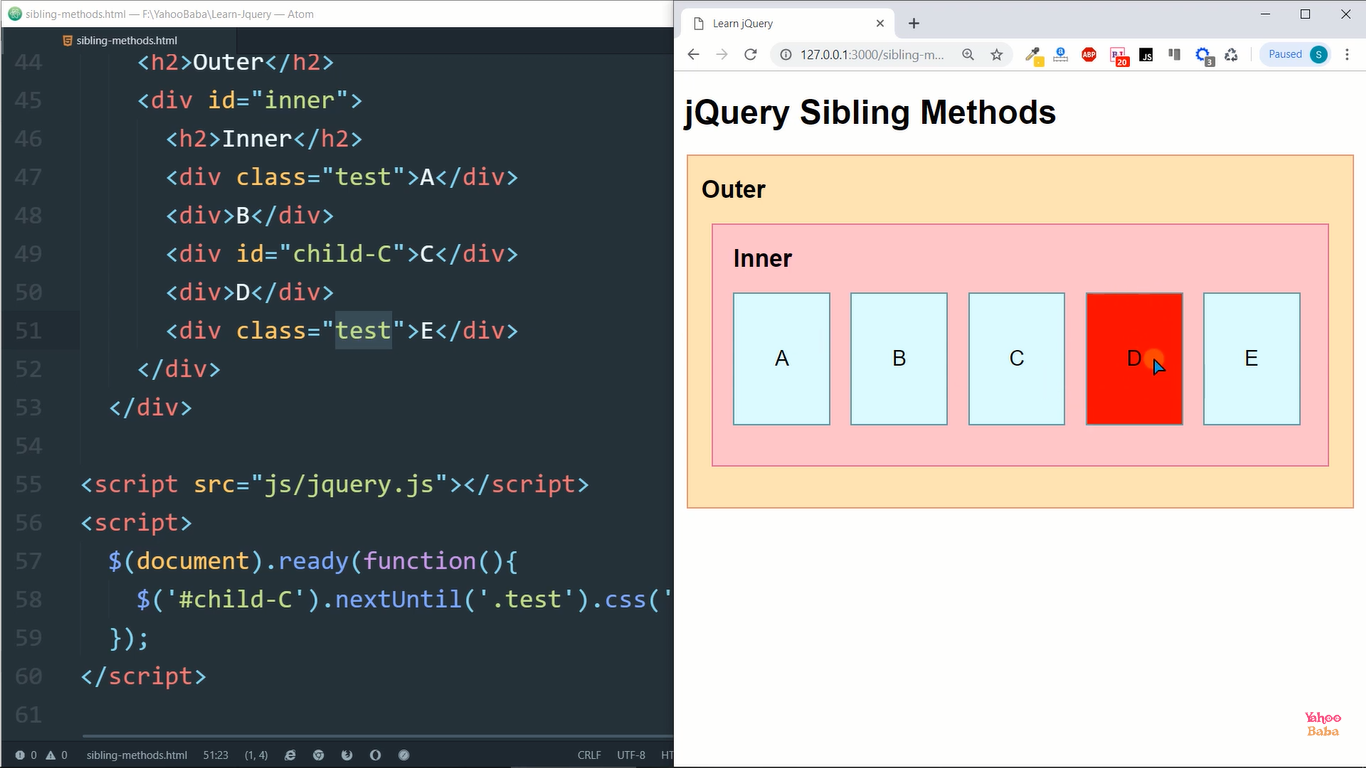 sibling-methods.html — F:\YahooBaba\Learn-Jquery — Atom
sibling-methods.html
44 <h2>Outer</h2>
45 <div id="inner">
46 <h2>Inner</h2>
47 <div class="test">A</div>
48 <div>B</div>
49 <div id="child-C">C</div>
50 <div>D</div>
51 <div class="test">E</div>
52 </div>
53 </div>
54
55 <script src="js/jquery.js"></script>
56 <script>
57 $(document).ready(function(){
58 $('#child-C').nextUntil('.test').css('
59 });
60 </script>
61
0 0 sibling-methods.html 51:23 (1, 4) CRLF UTF-8 HT
Learn jQuery
127.0.0.1:3000/sibling-m... ABP 20 JS 3 Paused S
jQuery Sibling Methods
Outer
Inner
A B C D E
Yahoo
Baba